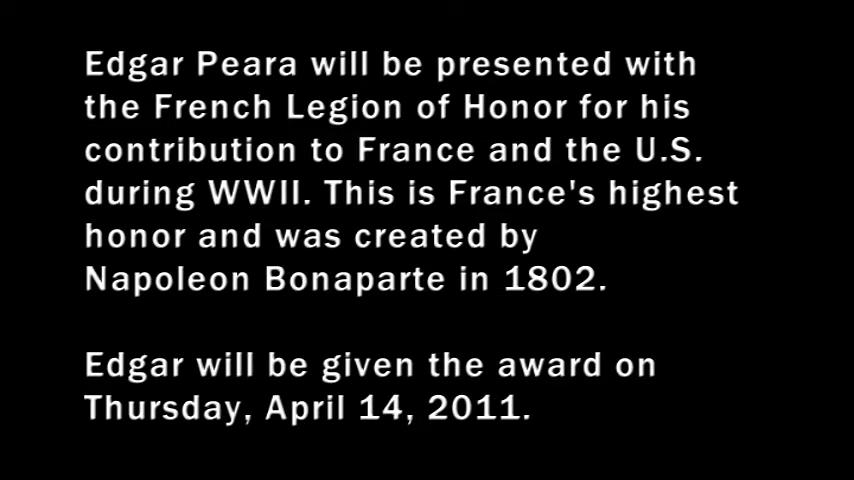 Edgar Peara will be presented with
the French Legion of Honor for his
contribution to France and the U.S.
during WWII. This is France's highest
honor and was created by
Napoleon Bonaparte in 1802.
Edgar will be given the award on
Thursday, April 14, 2011.